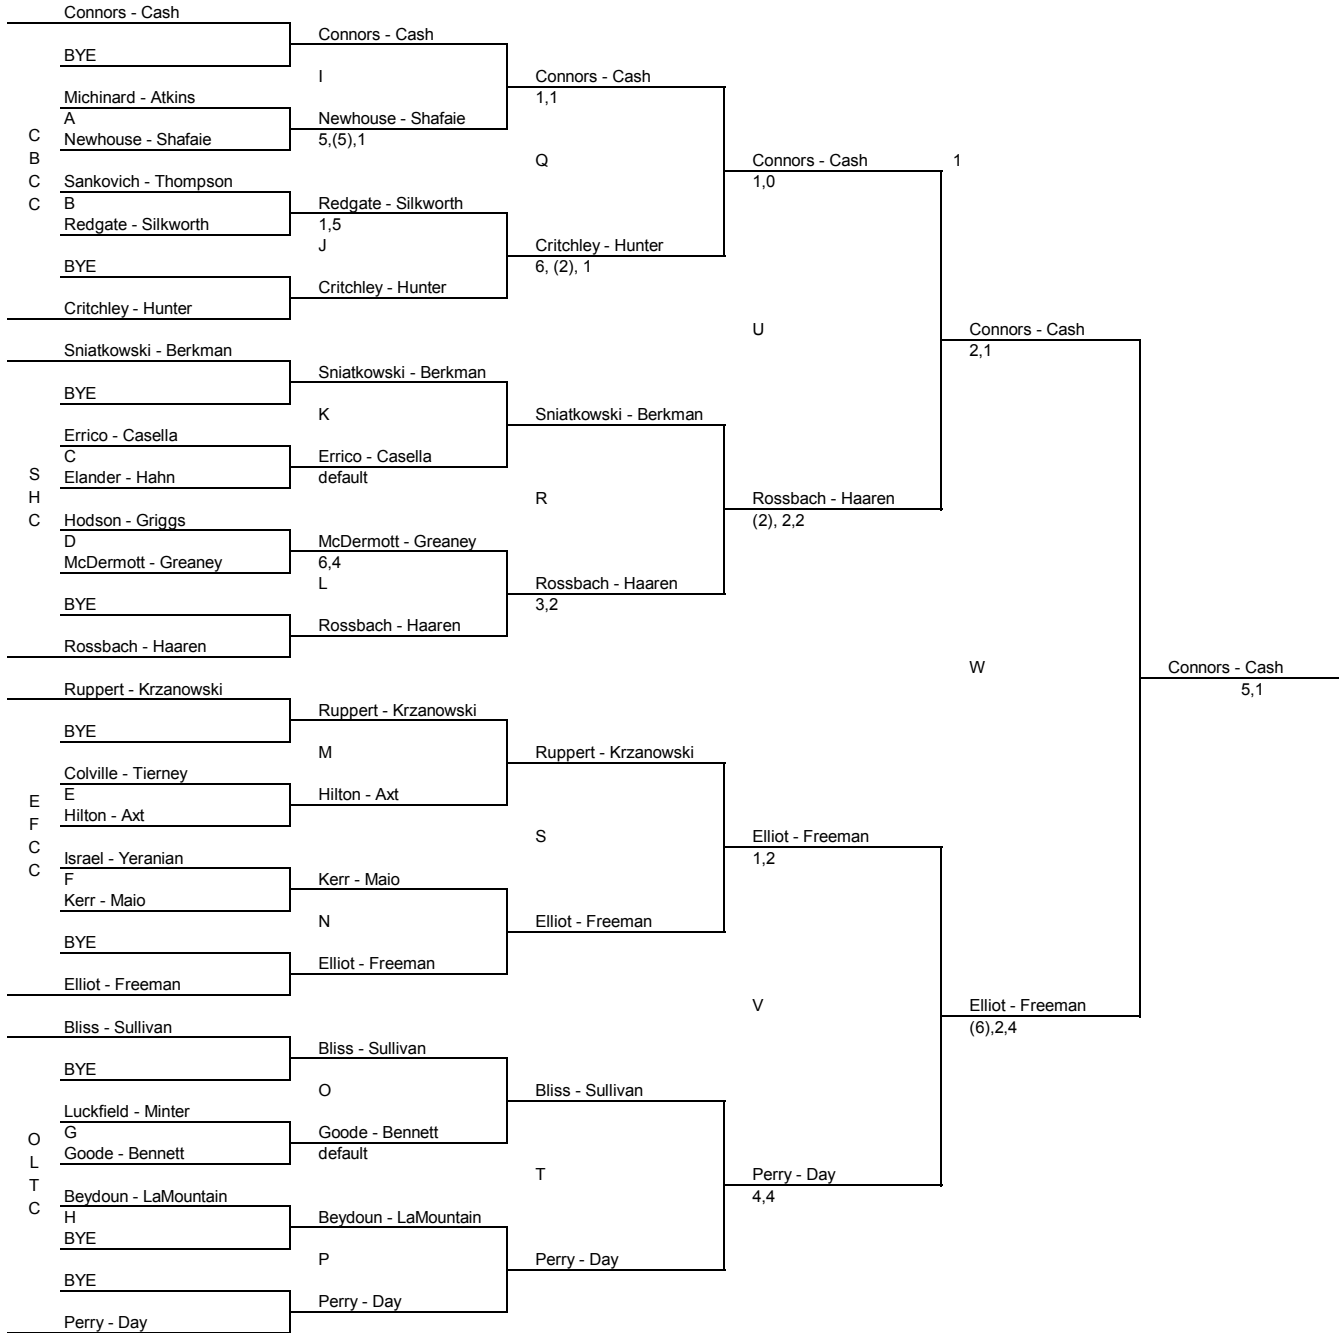 Connors - Cash
BYE
Michinard - Atkins
A
Newhouse - Shafaie
Sankovich - Thompson
B
Redgate - Silkworth
BYE
Critchley - Hunter
C
B
C
C
Sniatkowski - Berkman
BYE
Errico - Casella
C
Elander - Hahn
Hodson - Griggs
D
McDermott - Greaney
BYE
Rossbach - Haaren
S
H
C
Ruppert - Krzanowski
BYE
Colville - Tierney
E
Hilton - Axt
Israel - Yeranian
F
Kerr - Maio
BYE
Elliot - Freeman
E
F
C
C
Bliss - Sullivan
BYE
Luckfield - Minter
G
Goode - Bennett
Beydoun - LaMountain
H
BYE
BYE
Perry - Day
O
L
T
C
Connors - Cash
I
Newhouse - Shafaie
5,(5),1
Redgate - Silkworth
1,5
J
Critchley - Hunter
Sniatkowski - Berkman
K
Errico - Casella
default
McDermott - Greaney
6,4
L
Rossbach - Haaren
Ruppert - Krzanowski
M
Hilton - Axt
Kerr - Maio
N
Elliot - Freeman
Bliss - Sullivan
O
Goode - Bennett
default
Beydoun - LaMountain
P
Perry - Day
Connors - Cash
1,1
Q
Critchley - Hunter
6, (2), 1
Sniatkowski - Berkman
R
Rossbach - Haaren
3,2
Ruppert - Krzanowski
S
Elliot - Freeman
Bliss - Sullivan
T
Perry - Day
Connors - Cash
1,0
U
Rossbach - Haaren
(2), 2,2
Elliot - Freeman
1,2
V
Perry - Day
4,4
1
Connors - Cash
2,1
W
Elliot - Freeman
(6),2,4
Connors - Cash
5,1